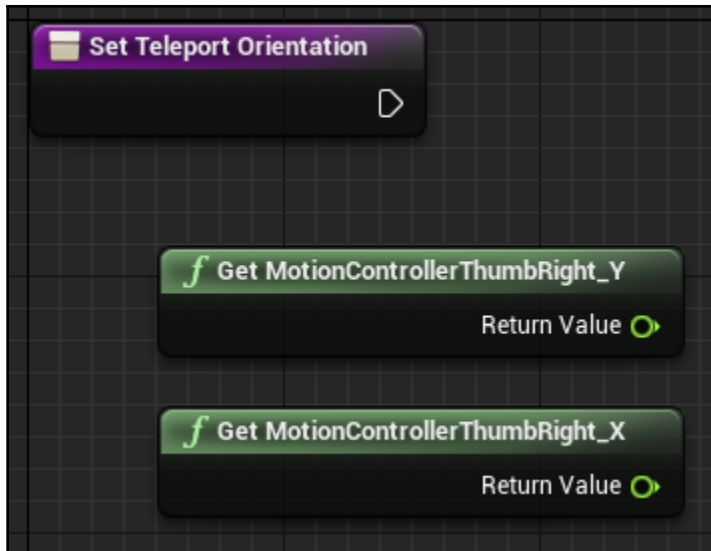 Set Teleport Orientation
f Get MotionControllerThumbRight_Y
Return Value
f Get MotionControllerThumbRight_X
Return Value